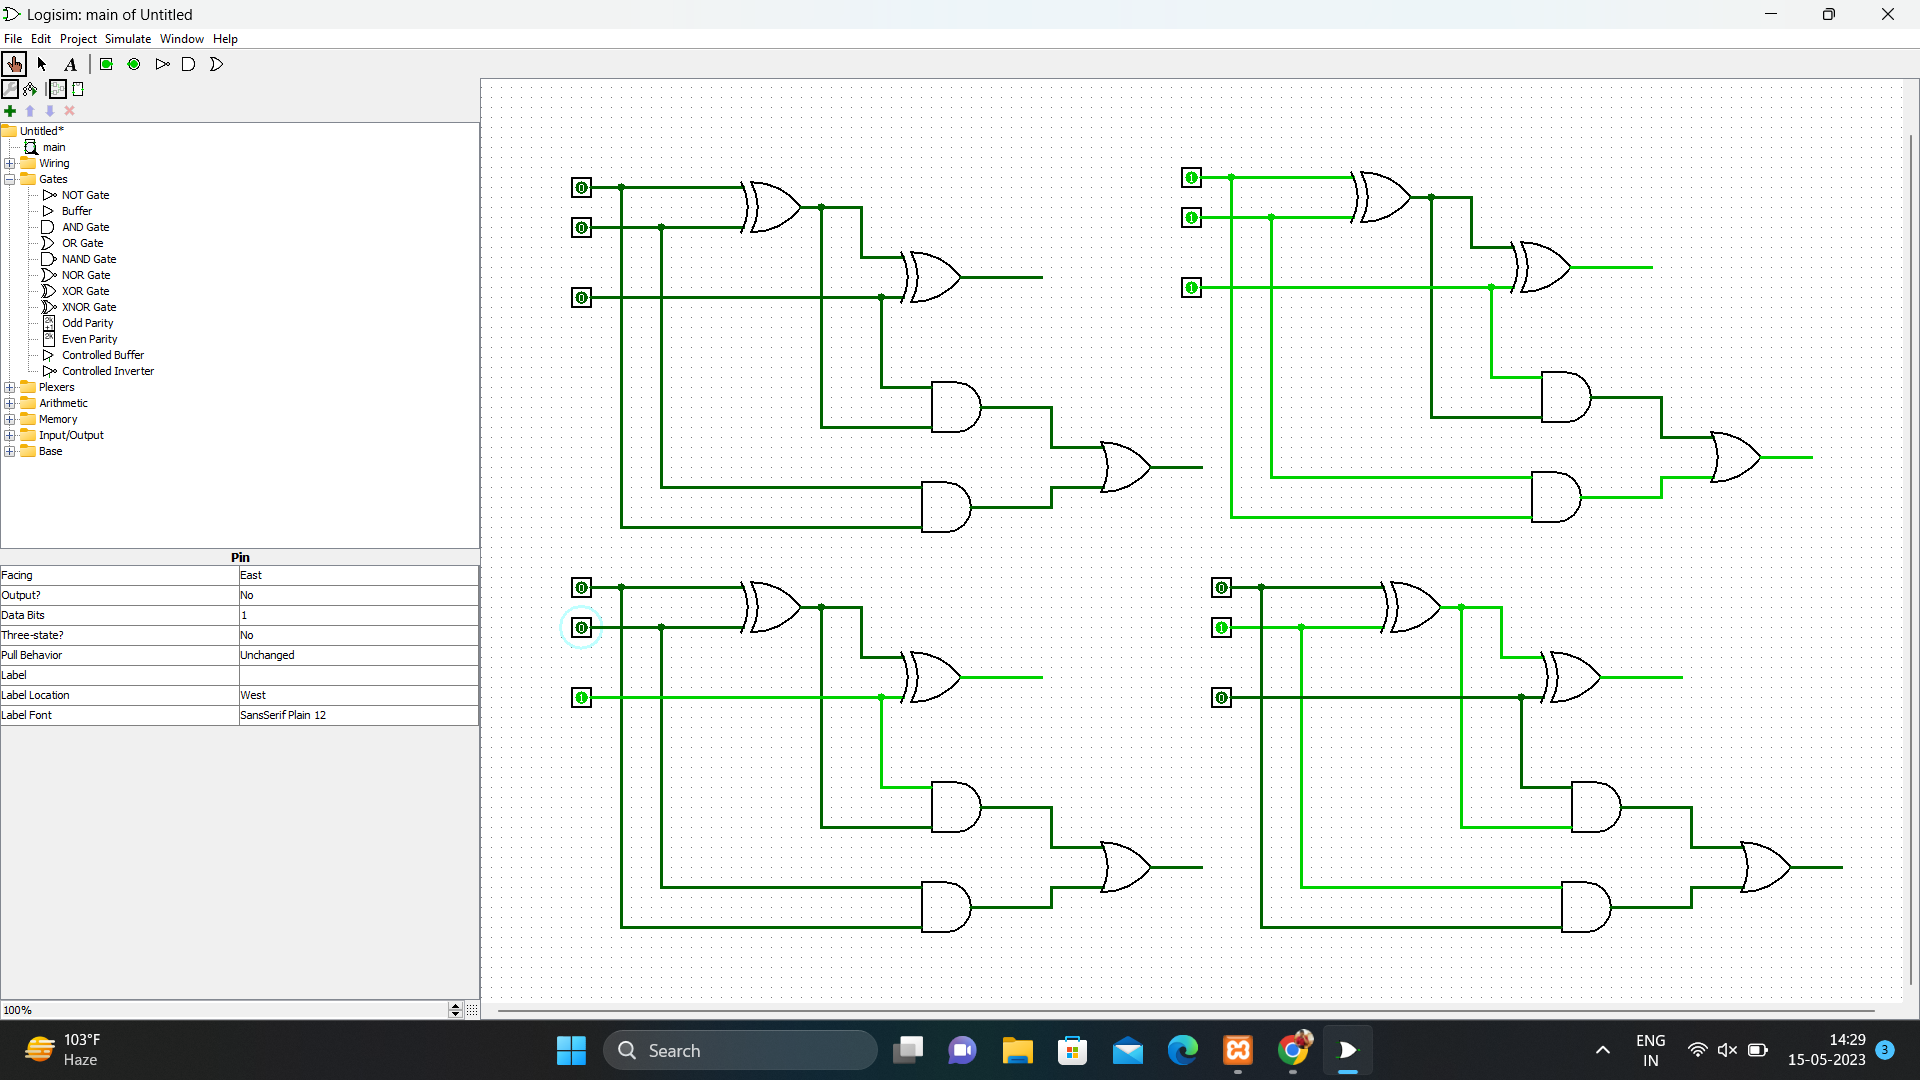 Logisim: main of Untitled
File Edit Project Simulate Window Help
A
Untitled*
main
Wiring
Gates
NOT Gate
Buffer
AND Gate
OR Gate
NAND Gate
NOR Gate
XOR Gate
XNOR Gate
Odd Parity
Even Parity
Controlled Buffer
Controlled Inverter
Plexers
Arithmetic
Memory
Input/Output
Base
Pin
Facing East
Output? No
Data Bits 1
Three-state? No
Pull Behavior Unchanged
Label
Label Location West
Label Font SansSerif Plain 12
100%
0
0
0
1
1
1
0
0
1
0
1
0
103°F
Haze
Search
ENG
IN
14:29
15-05-2023
3